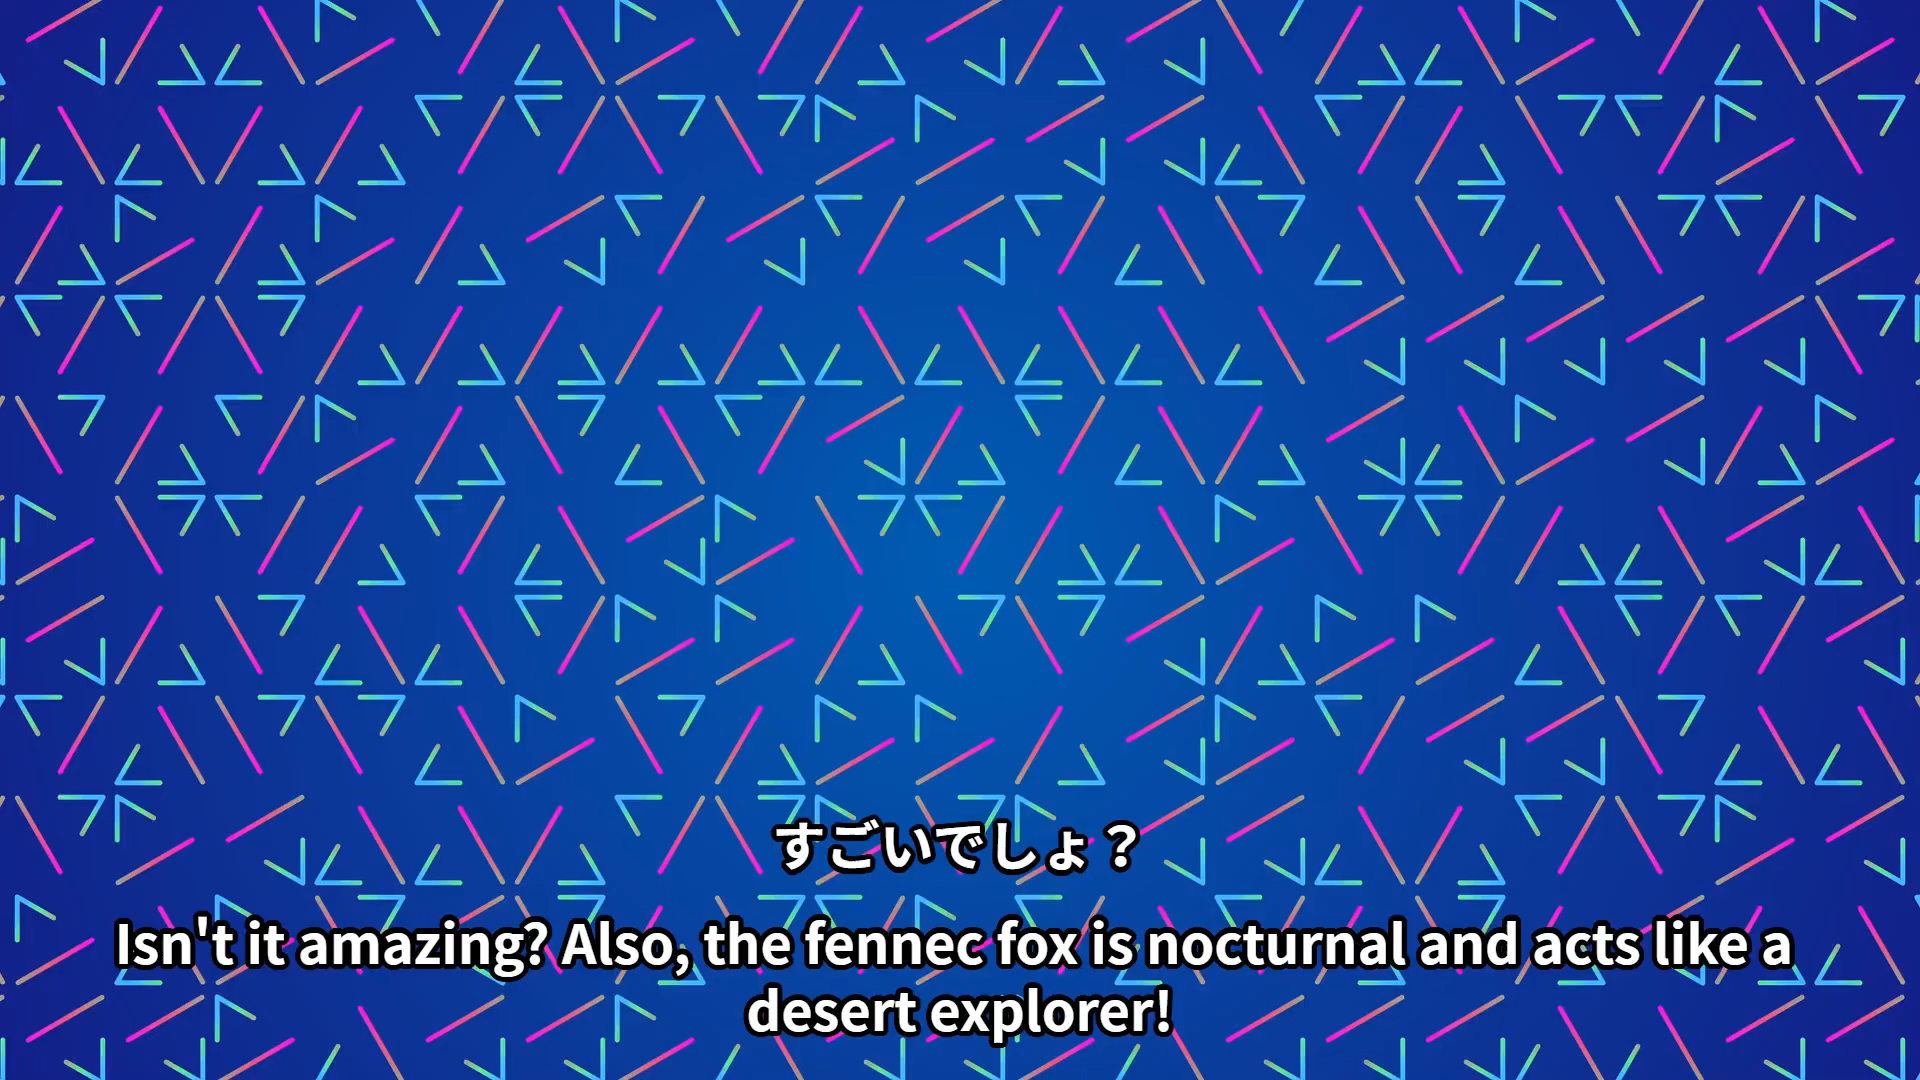 すごいでしょ？
Isn't it amazing? Also, the fennec fox is nocturnal and acts like a
desert explorer!